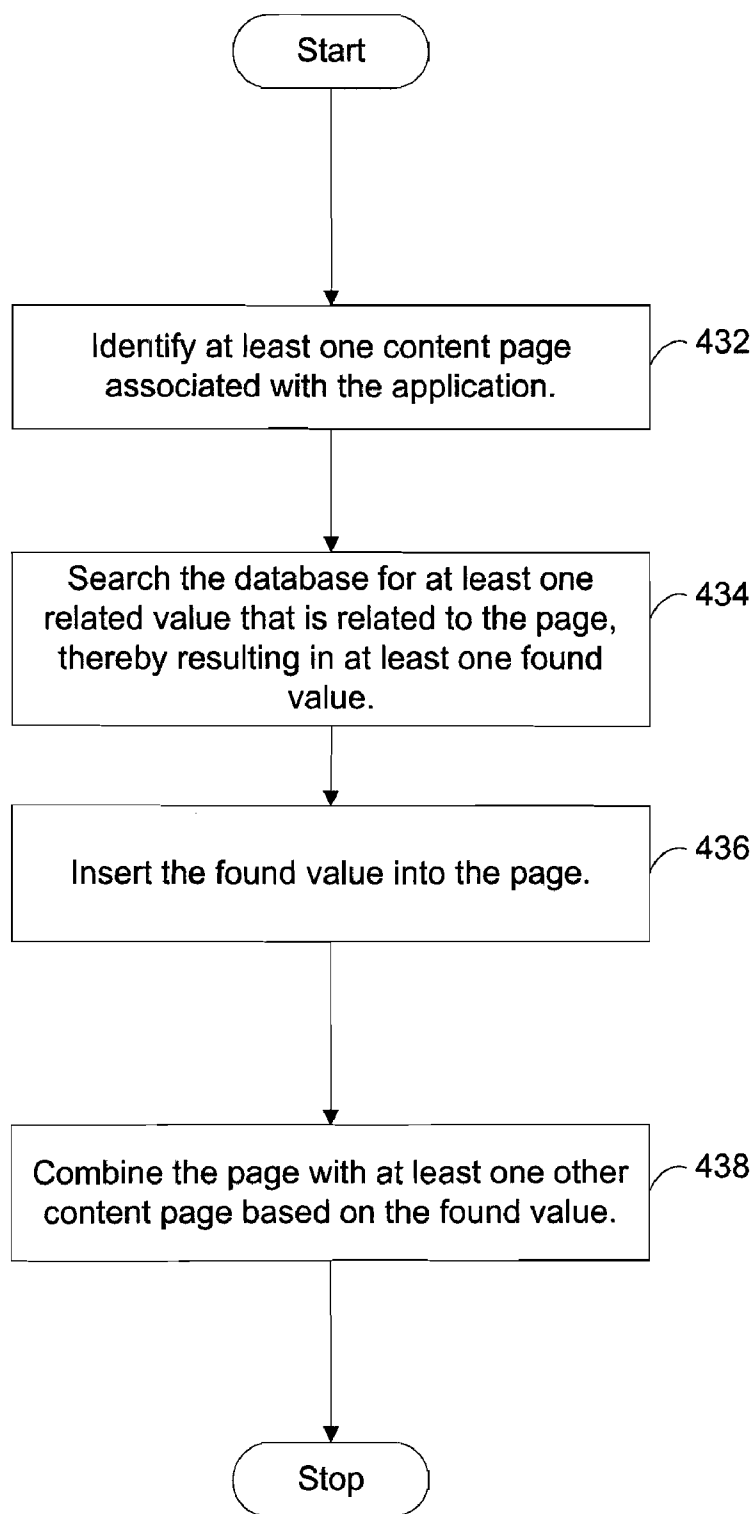 Start
Identify at least one content page
associated with the application.
432
Search the database for at least one
related value that is related to the page,
thereby resulting in at least one found
value.
434
Insert the found value into the page.
436
Combine the page with at least one other
content page based on the found value.
438
Stop